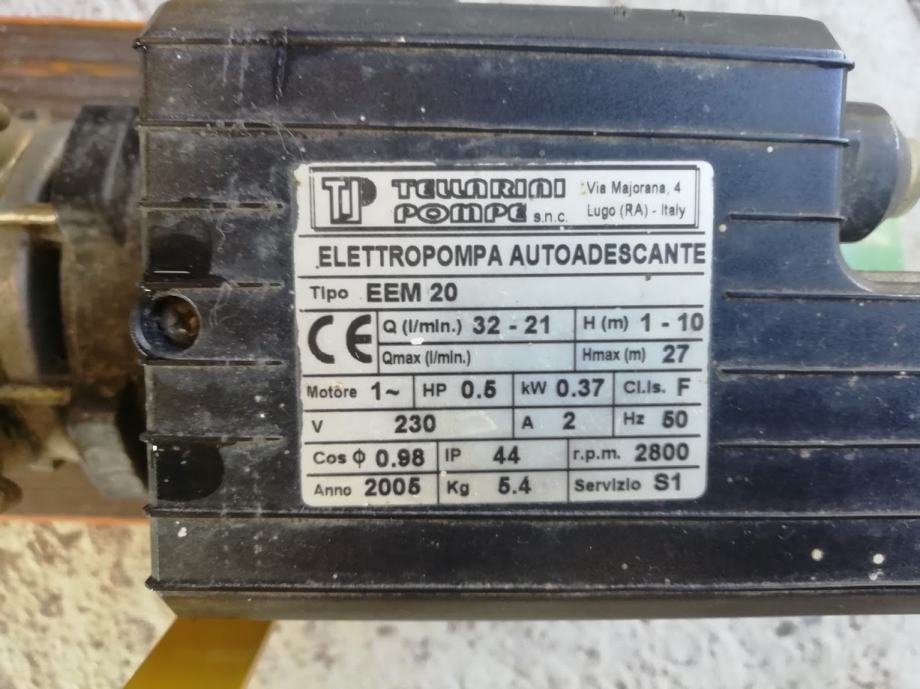 TP TELLARINI POMPE s.n.c. Via Majorana, 4
Lugo (RA) - Italy
ELETTROPOMPA AUTOADESCANTE
Tipo EEM 20
CE Q (l/min.) 32 - 21 H (m) 1 - 10
Qmax (l/min.) Hmax (m) 27
Motore 1~ HP 0.5 kW 0.37 Cl.Is. F
V 230 A 2 Hz 50
Cos ϕ 0.98 IP 44 r.p.m. 2800
Anno 2005 Kg 5.4 Servizio S1